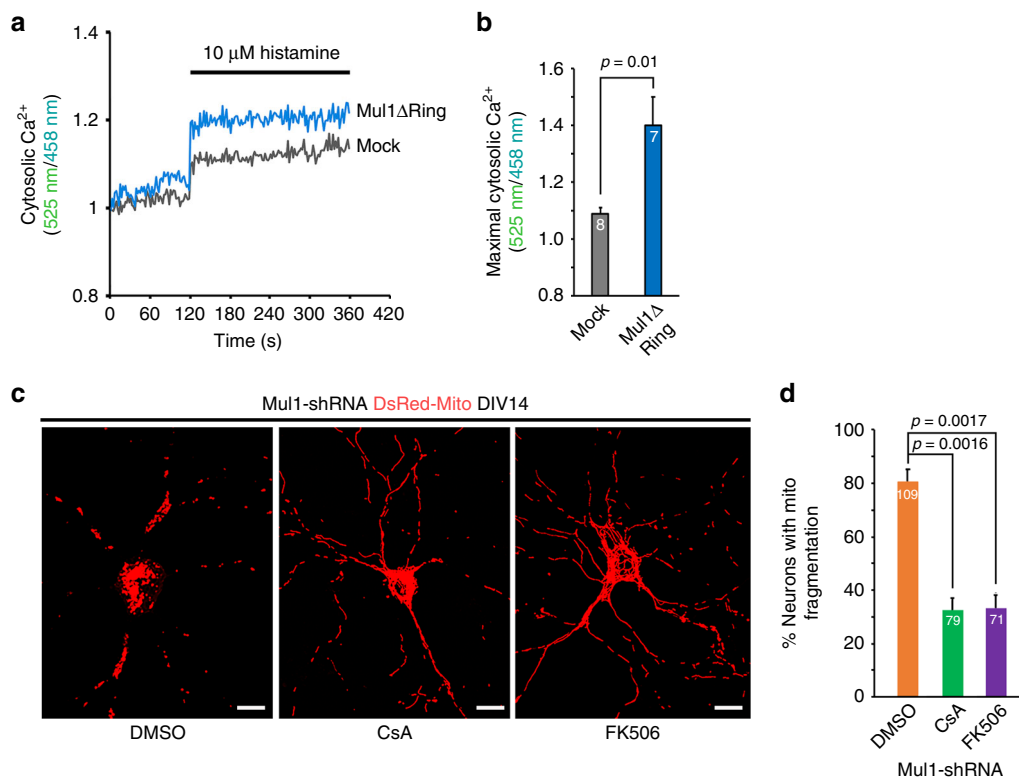 a
10 μM histamine
Cytosolic Ca2+
(525 nm/458 nm)
1.4
1.2
1
0.8
Mul1ΔRing
Mock
0
60
120
180
240
300
360
420
Time (s)
b
p = 0.01
Maximal cytosolic Ca2+
(525 nm/458 nm)
1.6
1.4
1.2
1.0
0.8
8
7
Mock
Mul1Δ
Ring
c
Mul1-shRNA DsRed-Mito DIV14
DMSO
CsA
FK506
d
p = 0.0017
p = 0.0016
% Neurons with mito
fragmentation
100
80
60
40
20
0
109
79
71
DMSO
CsA
FK506
Mul1-shRNA